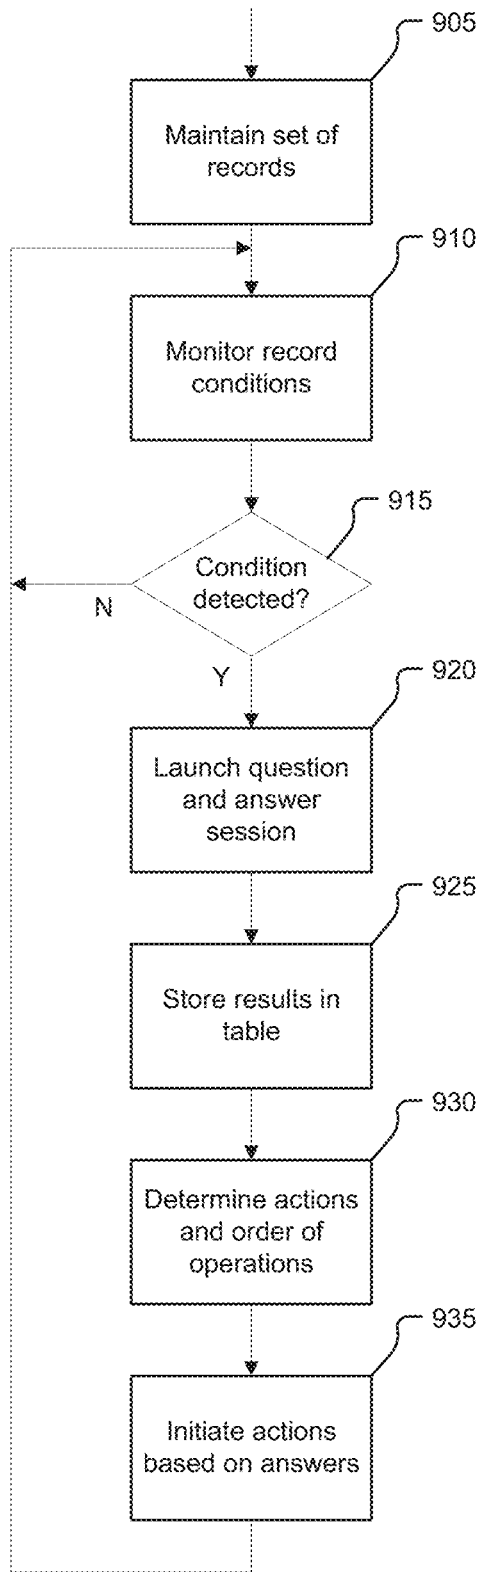 905
Maintain set of
records
910
Monitor record
conditions
915
Condition
detected?
N
Y
920
Launch question
and answer
session
925
Store results in
table
930
Determine actions
and order of
operations
935
Initiate actions
based on answers